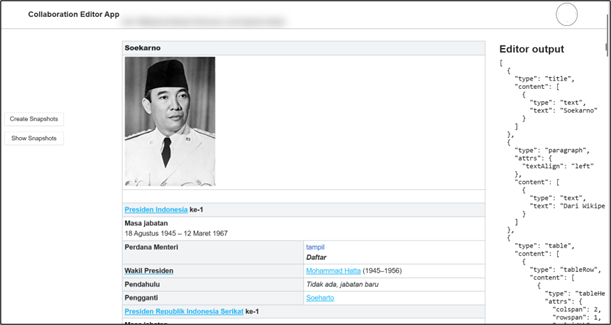 Collaboration Editor App
Create Snapshots
Show Snapshots
Soekarno
Presiden Indonesia ke-1
Masa jabatan
18 Agustus 1945 – 12 Maret 1967
Perdana Menteri
tampil
Daftar
Wakil Presiden
Mohammad Hatta (1945–1956)
Pendahulu
Tidak ada, jabatan baru
Pengganti
Soeharto
Presiden Republik Indonesia Serikat ke-1
Editor output
[
{
"type": "title",
"content": [
{
"type": "text",
"text": "Soekarno"
}
]
},
{
"type": "paragraph",
"attrs": {
"textAlign": "left"
},
"content": [
{
"type": "text",
"text": "Dari Wikipe
}
]
},
{
"type": "table",
"content": [
{
"type": "tableRow",
"content": [
{
"type": "tableHe
"attrs": {
"colspan": 2,
"rowspan": 1,